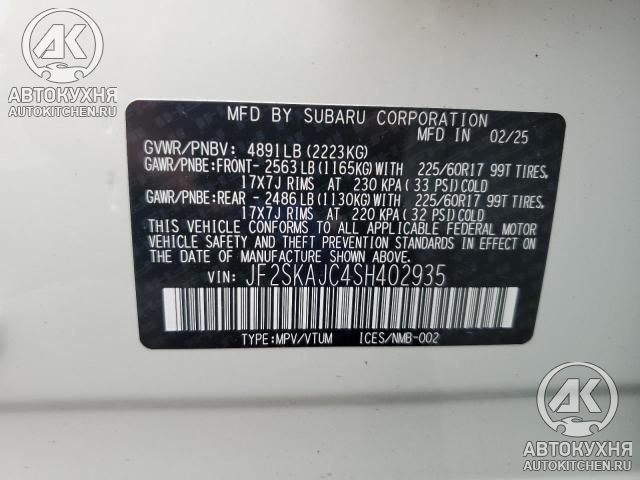 AK
АВТОКУХНЯ
AUTOKITCHEN.RU
MFD BY SUBARU CORPORATION
MFD IN 02/25
GVWR/PNBV: 4891LB (2223KG)
GAWR/PNBE:FRONT- 2563LB (1165KG)WITH 225/60R17 99T TIRES,
17X7J RIMS AT 230 KPA (33 PSI)COLD
GAWR/PNBE:REAR - 2486LB (1130KG)WITH 225/60R17 99T TIRES,
17X7J RIMS AT 220 KPA (32 PSI)COLD
THIS VEHICLE CONFORMS TO ALL APPLICABLE FEDERAL MOTOR
VEHICLE SAFETY AND THEFT PREVENTION STANDARDS IN EFFECT ON
THE DATE OF MANUFACTURE SHOWN ABOVE.
VIN: JF2SKAJC4SH402935
TYPE:MPV/VTUM ICES/NMB-002
AK
АВТОКУХНЯ
AUTOKITCHEN.RU